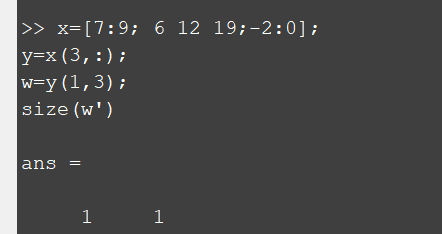 >> x=[7:9; 6 12 19;-2:0];
y=x(3,:);
w=y(1,3);
size(w')
ans =
1 1